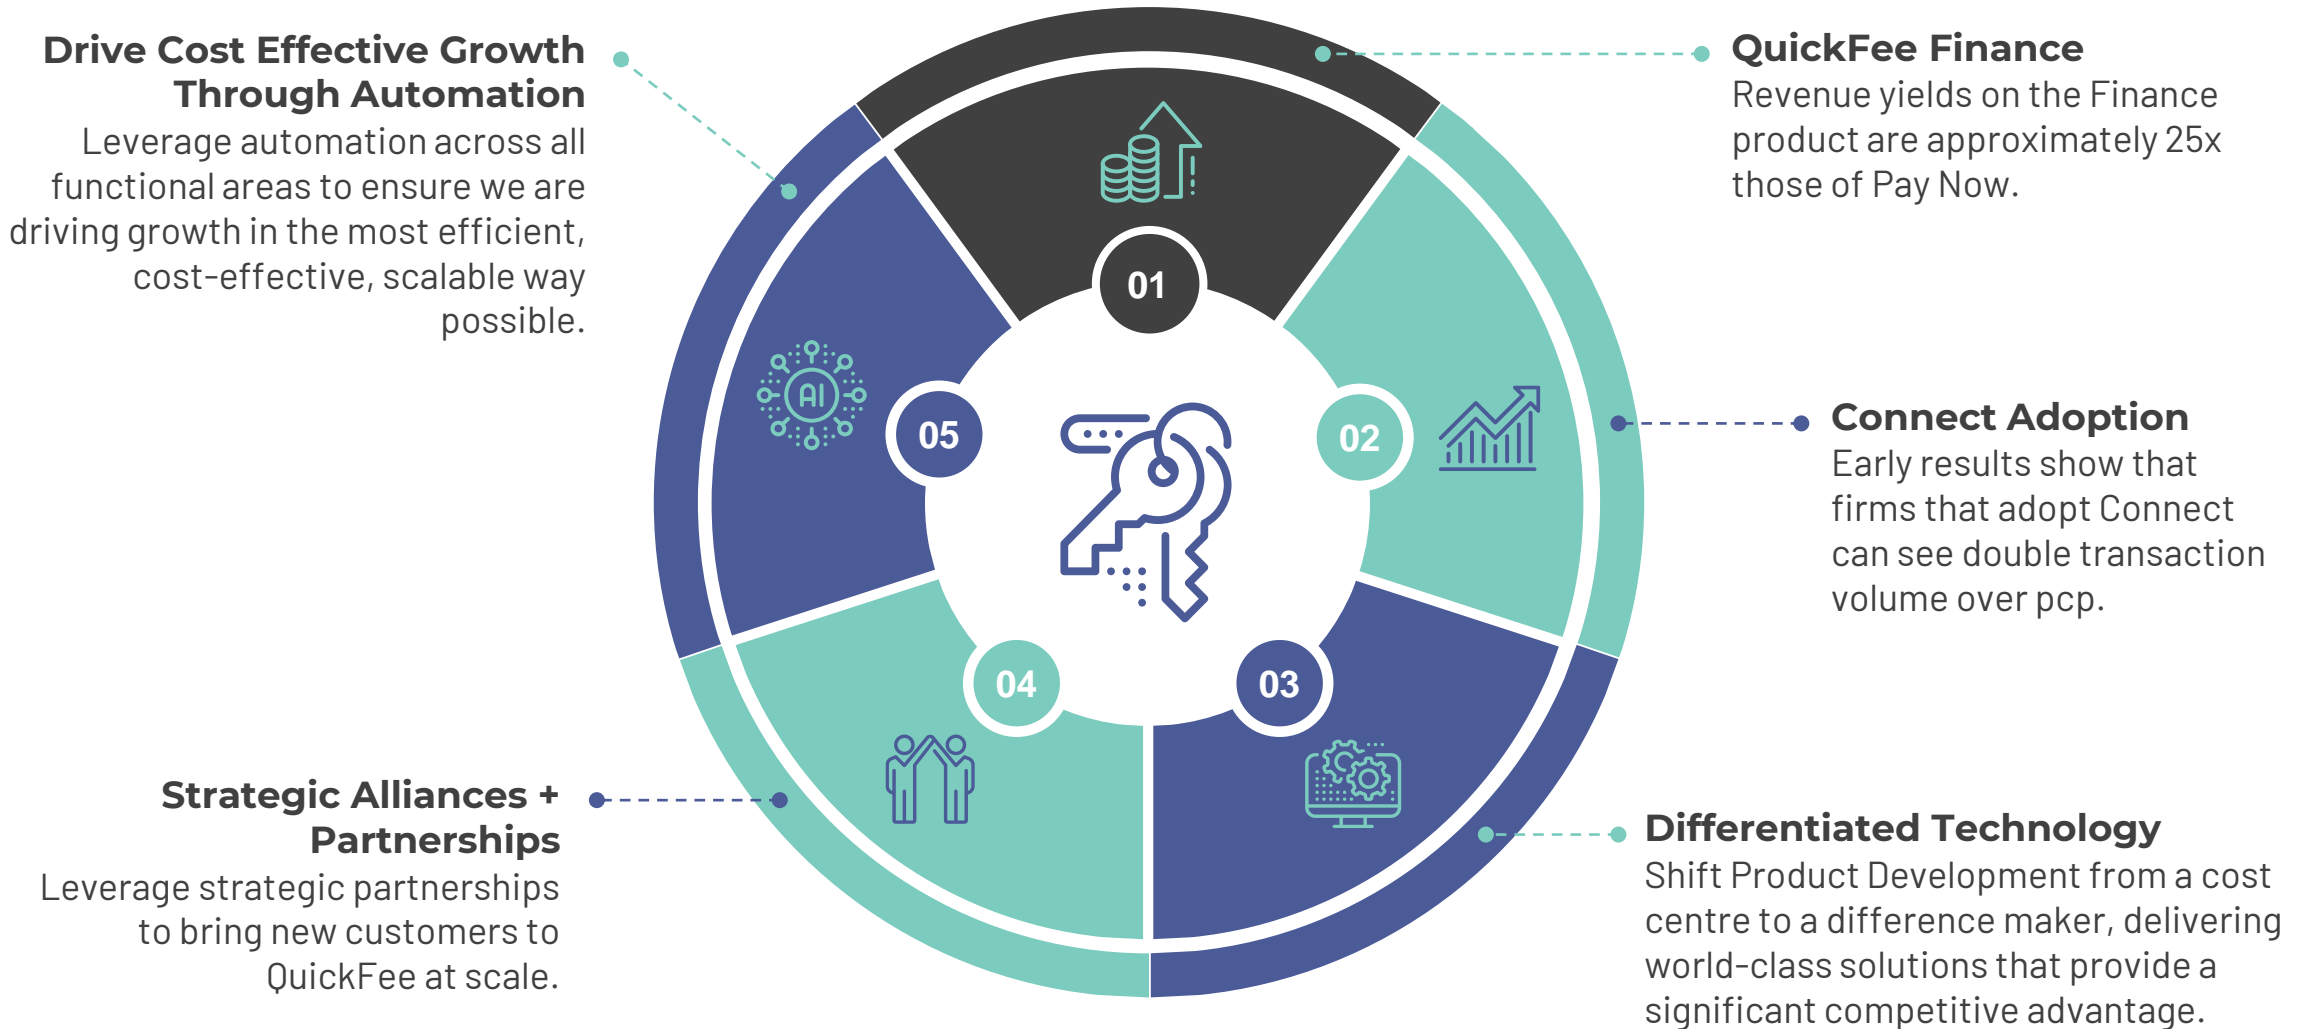 Drive Cost Effective Growth
Through Automation
Leverage automation across all
functional areas to ensure we are
driving growth in the most efficient,
cost-effective, scalable way
possible.
QuickFee Finance
Revenue yields on the Finance
product are approximately 25x
those of Pay Now.
01
AI
05
02
Connect Adoption
Early results show that
firms that adopt Connect
can see double transaction
volume over pcp.
04
03
Strategic Alliances +
Partnerships
Leverage strategic partnerships
to bring new customers to
QuickFee at scale.
Differentiated Technology
Shift Product Development from a cost
centre to a difference maker, delivering
world-class solutions that provide a
significant competitive advantage.